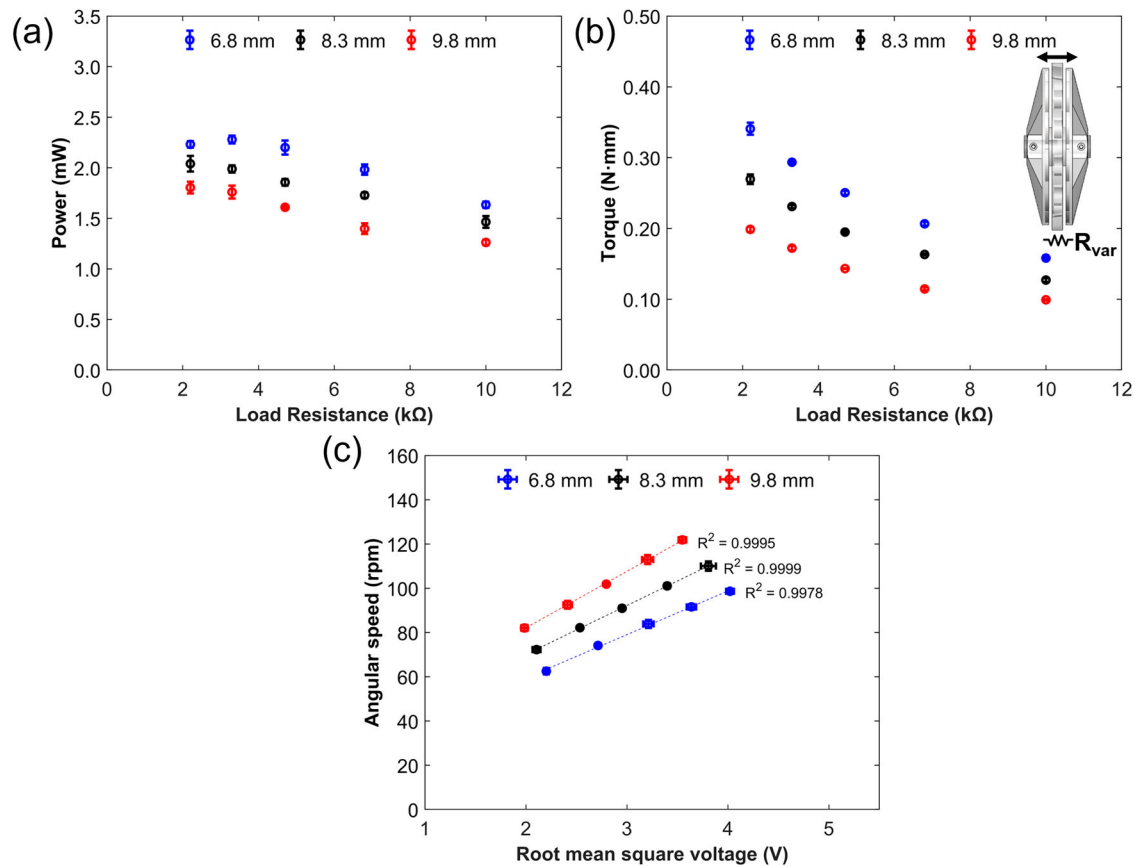 (a)
3.5
3.0
2.5
2.0
1.5
1.0
0.5
0.0
Power (mW)
6.8 mm 8.3 mm 9.8 mm
0 2 4 6 8 10 12
Load Resistance (kΩ)
(b)
0.50
0.40
0.30
0.20
0.10
0.00
Torque (N·mm)
6.8 mm 8.3 mm 9.8 mm
Rvar
0 2 4 6 8 10 12
Load Resistance (kΩ)
(c)
160
140
120
100
80
60
40
20
0
Angular speed (rpm)
6.8 mm 8.3 mm 9.8 mm
R² = 0.9995
R² = 0.9999
R² = 0.9978
1 2 3 4 5
Root mean square voltage (V)